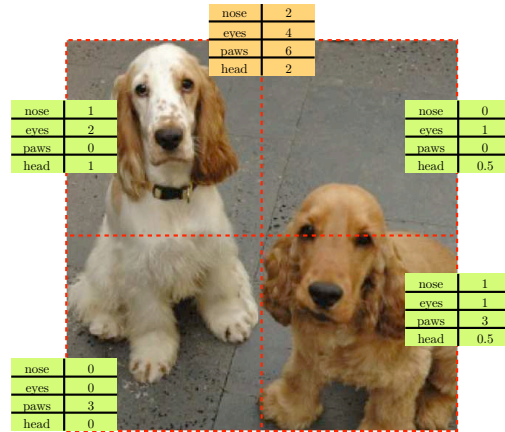 nose 2
eyes 4
paws 6
head 2
nose 1
eyes 2
paws 0
head 1
nose 0
eyes 1
paws 0
head 0.5
nose 1
eyes 1
paws 3
head 0.5
nose 0
eyes 0
paws 3
head 0